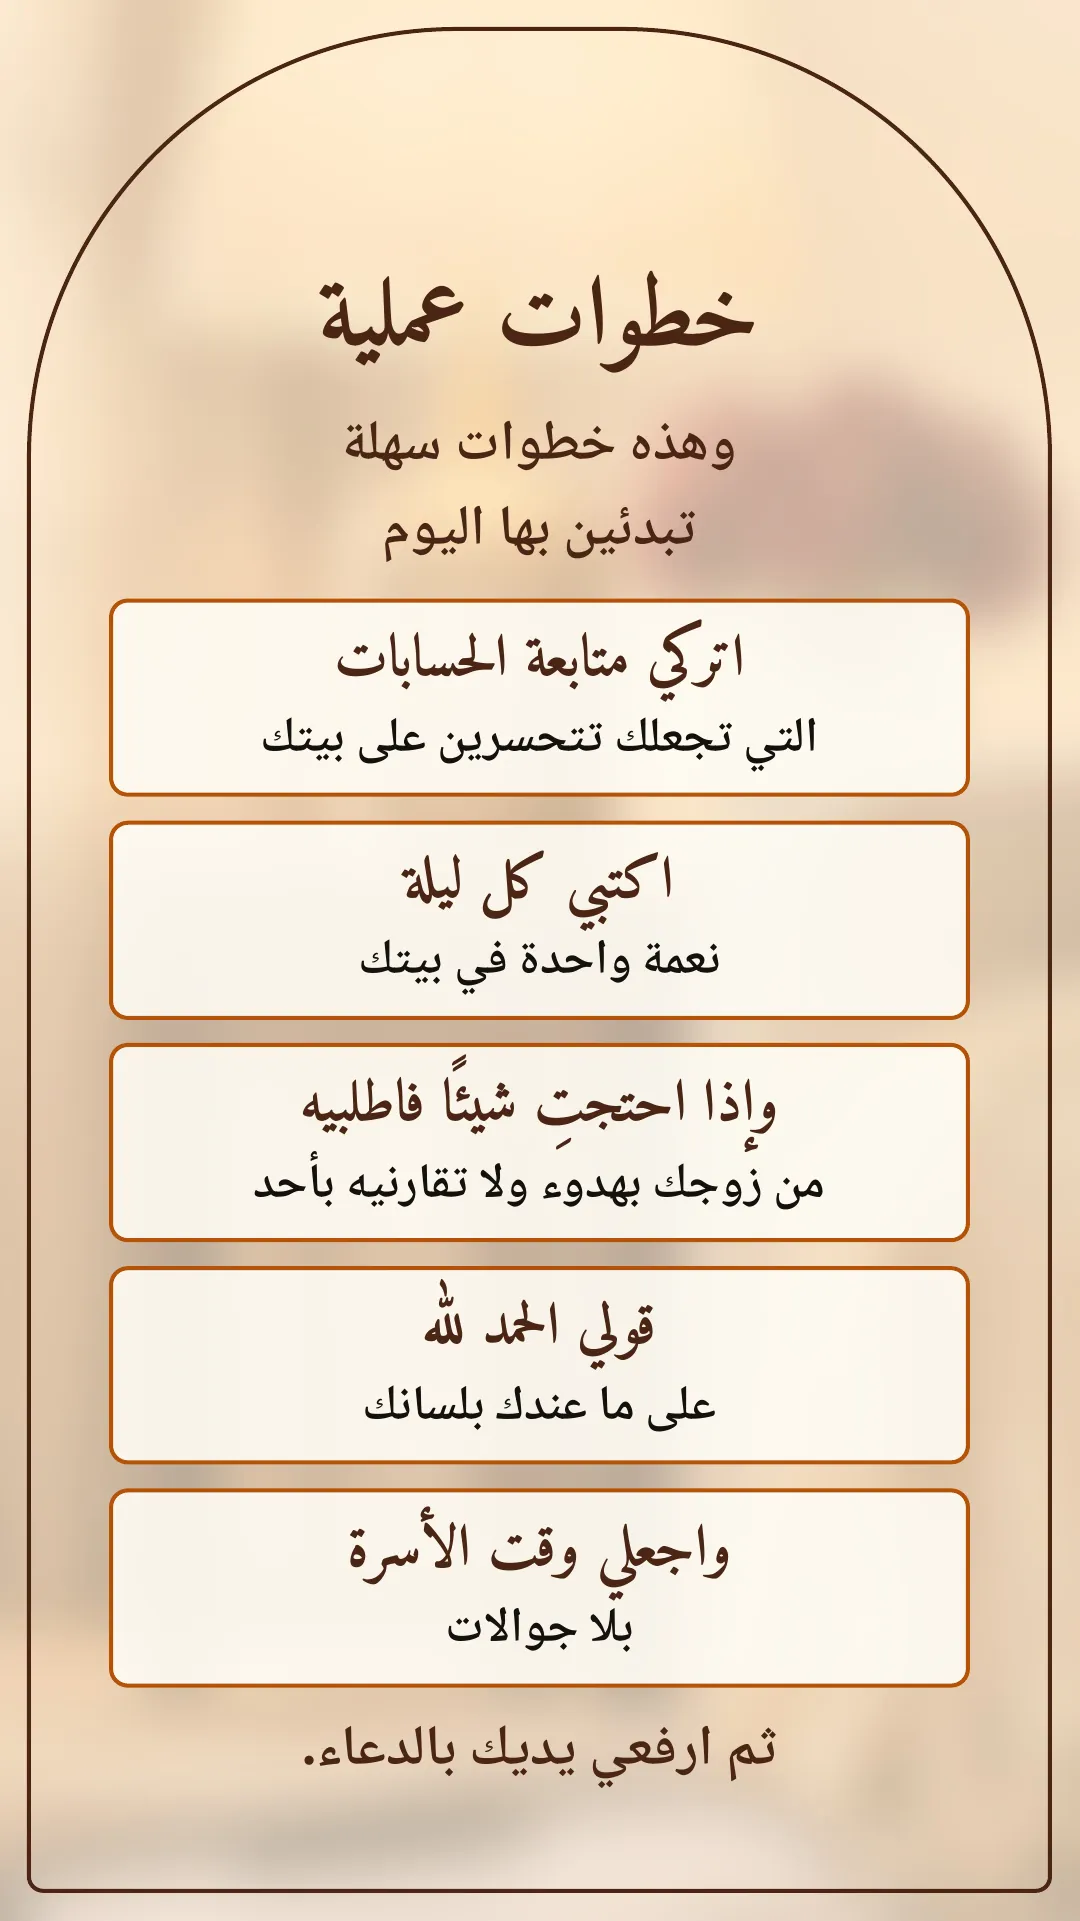 خطوات عملية
وهذه خطوات سهلة
تبدئين بها اليوم
اتركي متابعة الحسابات
التي تجعلك تتحسرين على بيتك
اكتبي كل ليلة
نعمة واحدة في بيتك
وإذا احتجتِ شيئًا فاطلبيه
من زوجك بهدوء ولا تقارنيه بأحد
قولي الحمد لله
على ما عندك بلسانك
واجعلي وقت الأسرة
بلا جوالات
ثم ارفعي يديك بالدعاء.